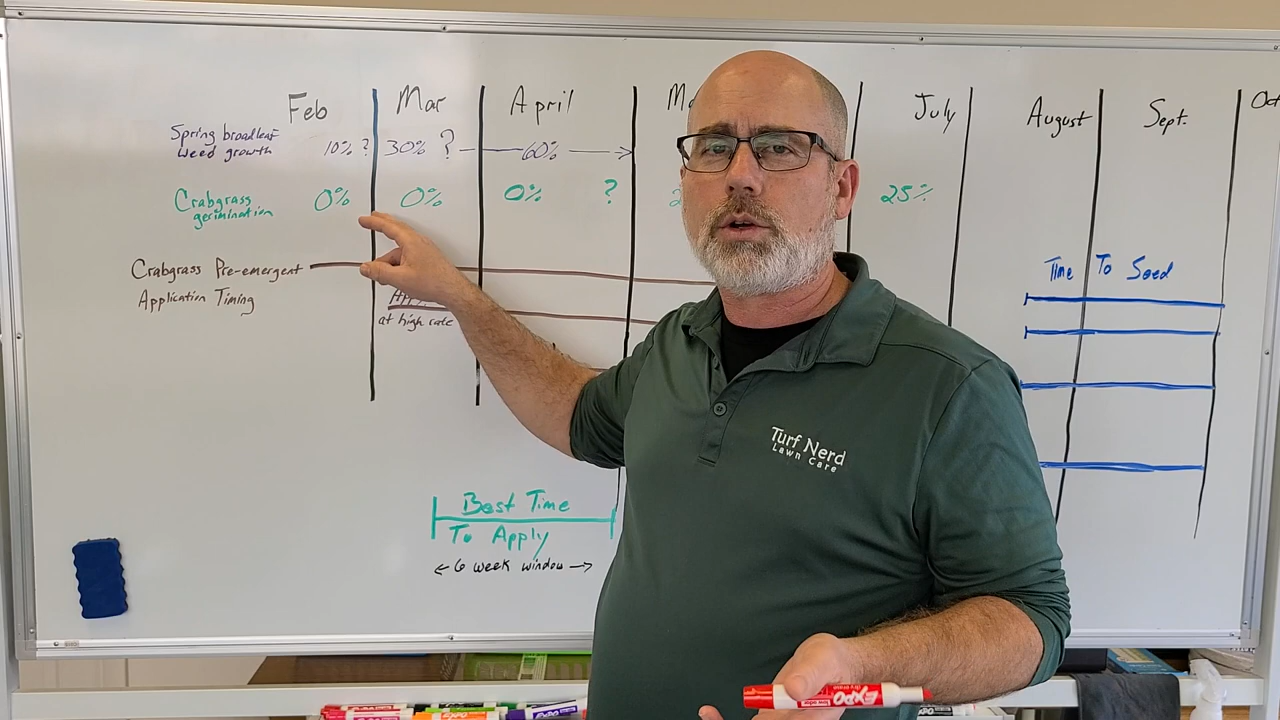 Feb Mar April July August Sept. Oct
Spring broadleaf
weed growth 10% ? 30% ? 60%
Crabgrass
germination 0% 0% 0% ? 25%
Crabgrass Pre-emergent
Application Timing
at high rate
Time To Seed
Best Time
To Apply
6 week window
Turf Nerd
Lawn Care
EXPO